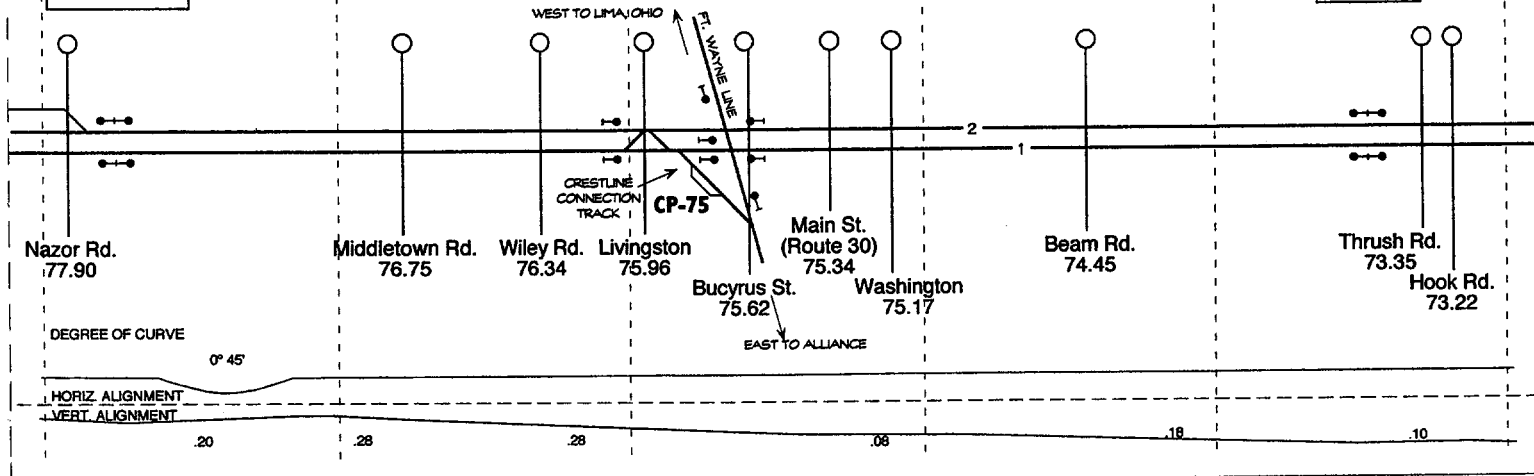 WEST TO LIMA, OHIO
FT. WAYNE LINE
2
1
CRESTLINE
CONNECTION
TRACK
CP-75
Nazor Rd.
77.90
Middletown Rd.
76.75
Wiley Rd.
76.34
Livingston
75.96
Bucyrus St.
75.62
Main St.
(Route 30)
75.34
Washington
75.17
Beam Rd.
74.45
Thrush Rd.
73.35
Hook Rd.
73.22
EAST TO ALLIANCE
DEGREE OF CURVE
0° 45'
HORIZ. ALIGNMENT
VERT. ALIGNMENT
.20
.28
.28
.08
.18
.10